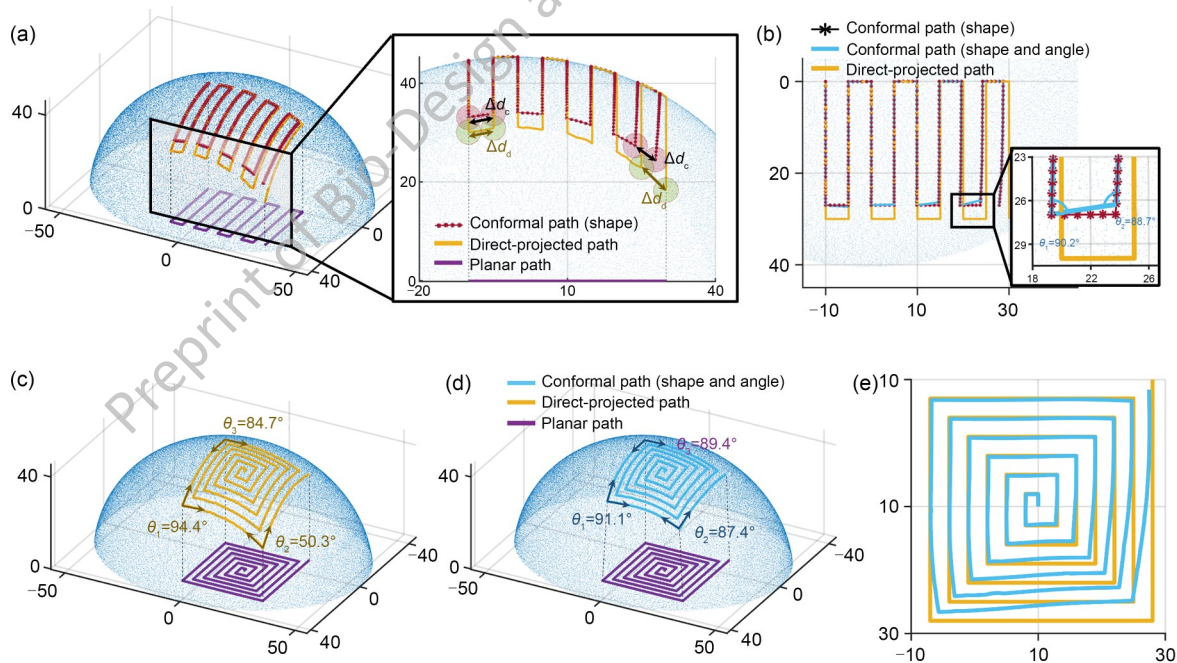 Preprint of Bio-Design a
(a)
40
20
0
−50
0
50
40
0
40
20
0
−20
10
40
Δd_c
Δd_d
Δd_c
Δd_d
Conformal path (shape)
Direct-projected path
Planar path
(b)
Conformal path (shape)
Conformal path (shape and angle)
Direct-projected path
0
20
40
−10
10
30
23
26
29
18
22
26
θ₁=90.2°
θ₂=88.7°
(c)
θ₃=84.7°
θ₁=94.4°
θ₂=50.3°
40
0
−50
0
50
40
0
−40
(d)
Conformal path (shape and angle)
Direct-projected path
Planar path
θ₃=89.4°
θ₁=91.1°
θ₂=87.4°
40
0
−50
0
50
40
0
−40
(e)
10
10
30
−10
10
30